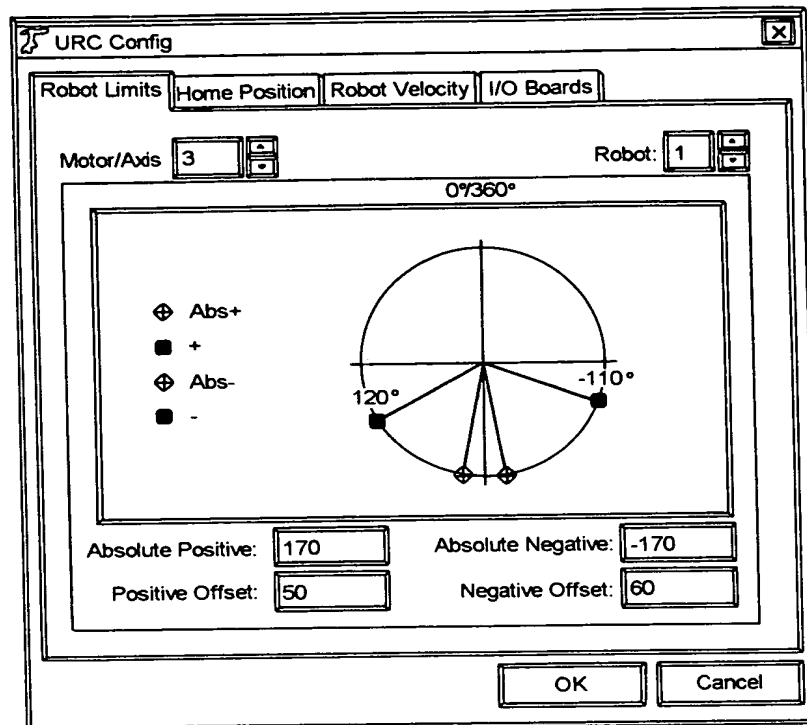 URC Config
Robot Limits Home Position Robot Velocity I/O Boards
Motor/Axis 3 Robot: 1
0°/360°
Abs+
+
Abs-
-
120° -110°
Absolute Positive: 170 Absolute Negative: -170
Positive Offset: 50 Negative Offset: 60
OK Cancel